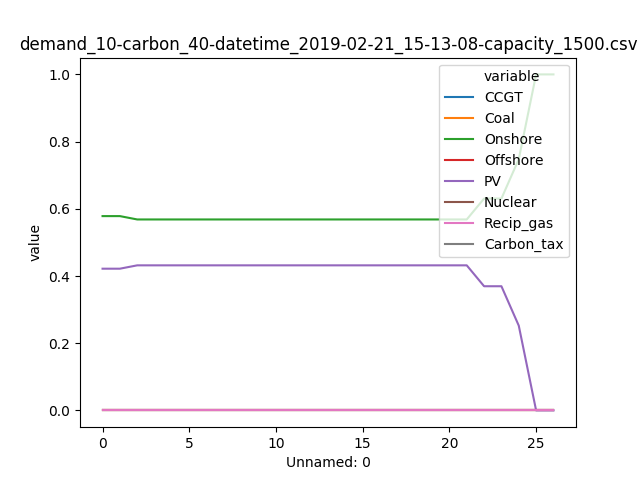 demand_10-carbon_40-datetime_2019-02-21_15-13-08-capacity_1500.csv
variable
CCGT
Coal
Onshore
Offshore
PV
Nuclear
Recip_gas
Carbon_tax
value
1.0
0.8
0.6
0.4
0.2
0.0
0 5 10 15 20 25
Unnamed: 0